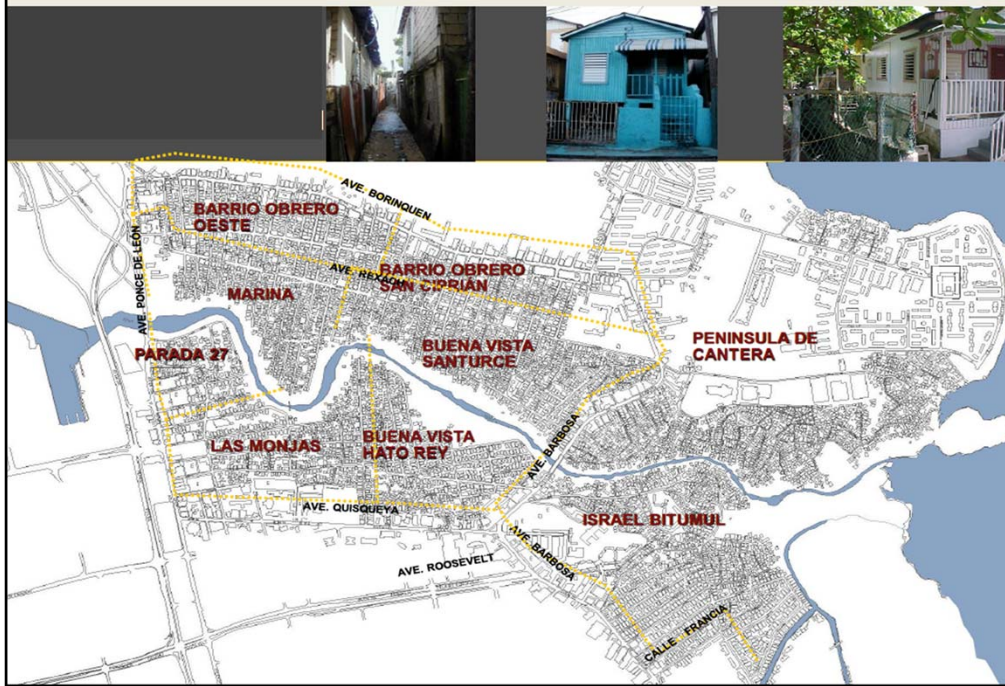 AVE. BORINQUEN
BARRIO OBRERO
OESTE
AVE. PONCE DE LEÓN
AVE. REXACH
BARRIO OBRERO
SAN CIPRIÁN
MARINA
PARADA 27
BUENA VISTA
SANTURCE
PENINSULA DE
CANTERA
LAS MONJAS
BUENA VISTA
HATO REY
AVE. BARBOSA
AVE. QUISQUEYA
ISRAEL BITUMUL
AVE. BARBOSA
AVE. ROOSEVELT
CALLE FRANCIA